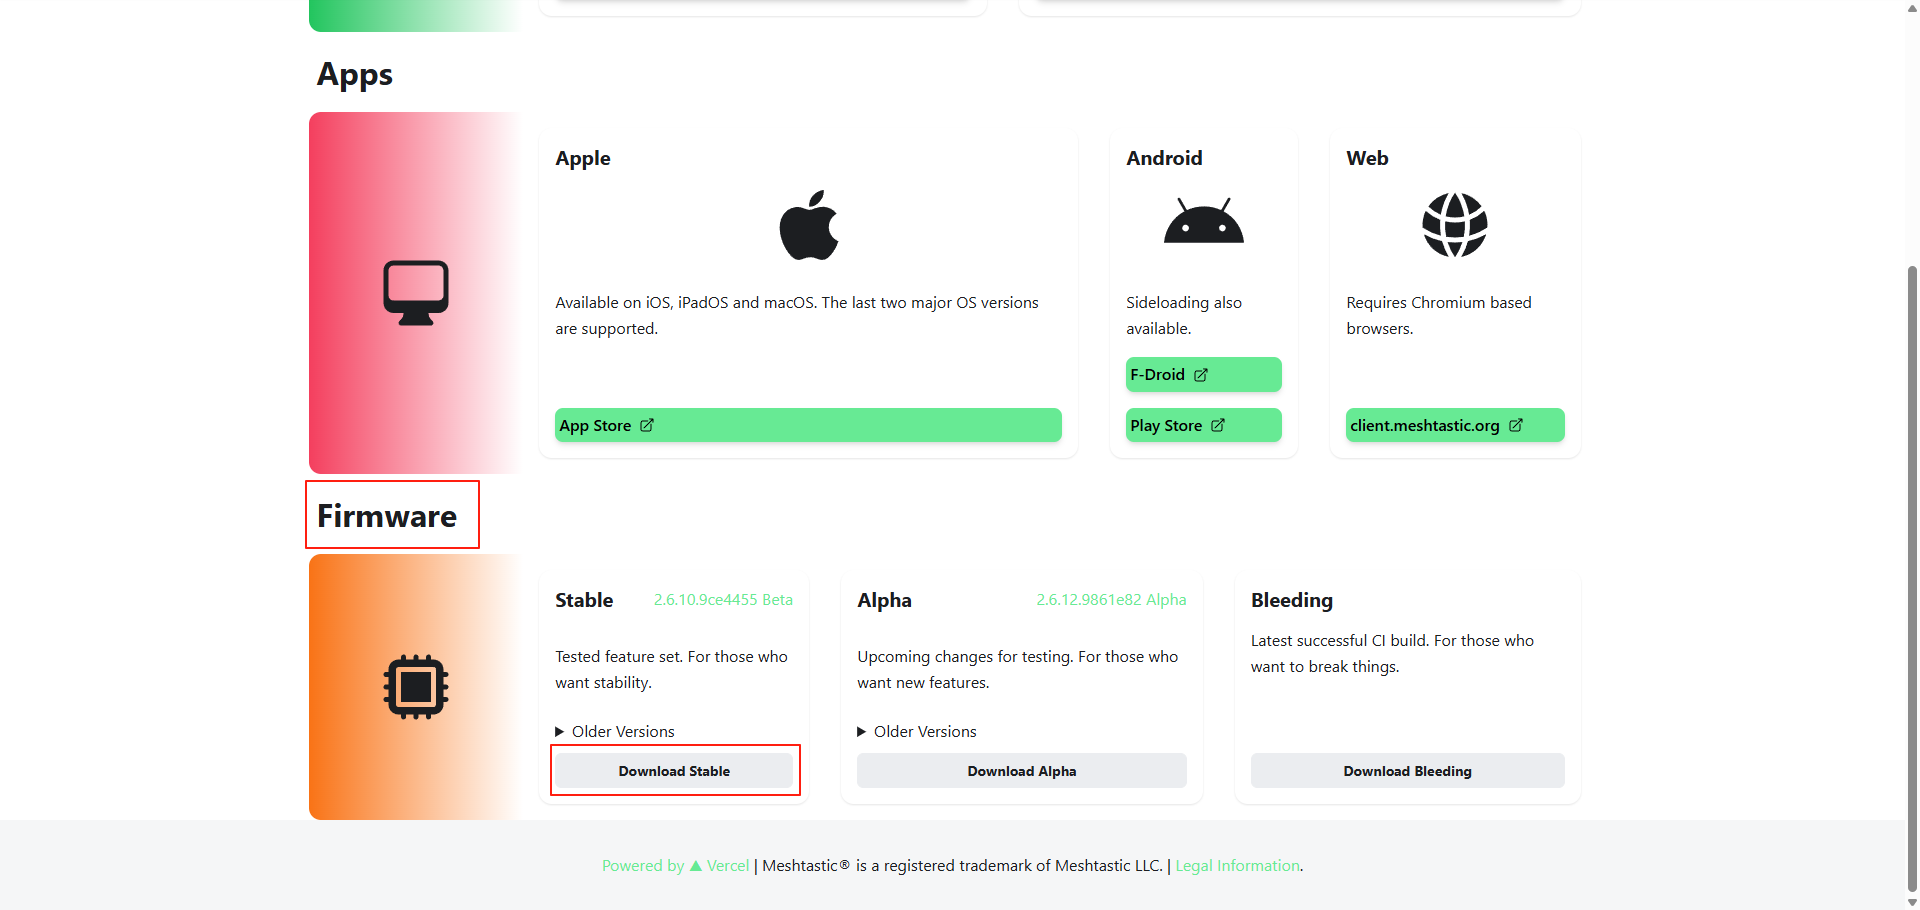 Apps
Apple
Available on iOS, iPadOS and macOS. The last two major OS versions
are supported.
App Store
Android
Sideloading also
available.
F-Droid
Play Store
Web
Requires Chromium based
browsers.
client.meshtastic.org
Firmware
Stable 2.6.10.9ce4455 Beta
Tested feature set. For those who
want stability.
Older Versions
Download Stable
Alpha 2.6.12.9861e82 Alpha
Upcoming changes for testing. For those who
want new features.
Older Versions
Download Alpha
Bleeding
Latest successful CI build. For those who
want to break things.
Download Bleeding
Powered by ▲ Vercel | Meshtastic® is a registered trademark of Meshtastic LLC. | Legal Information.